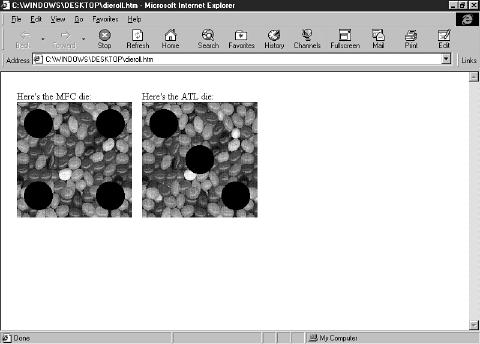 C:\WINDOWS\DESKTOP\dieroll.htm - Microsoft Internet Explorer
File Edit View Go Favorites Help
Back Forward Stop Refresh Home Search Favorites History Channels Fullscreen Mail Print Edit
Address C:\WINDOWS\DESKTOP\dieroll.htm Links
Here's the MFC die: Here's the ATL die:
Done My Computer